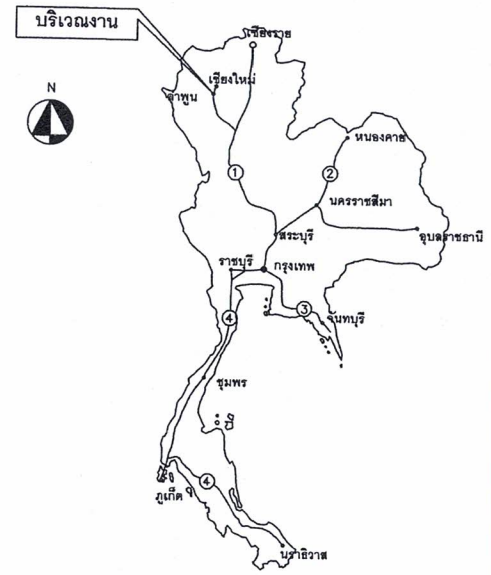 บริเวณงาน
เชียงราย
N
เชียงใหม่
ลำพูน
หนองคาย
1
2
นครราชสีมา
สระบุรี
อุบลราชธานี
ราชบุรี
กรุงเทพ
3
4
จันทบุรี
ชุมพร
4
ภูเก็ต
นราธิวาส